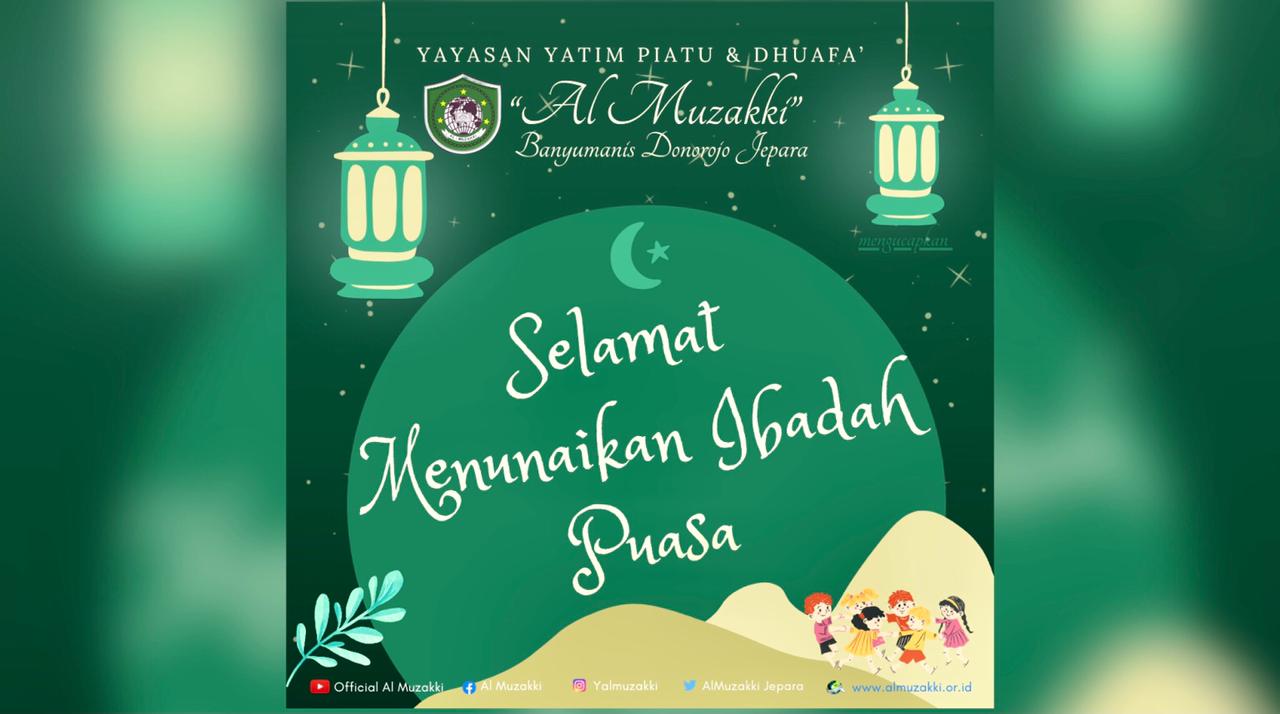 YAYASAN YATIM PIATU & DHUAFA’
“Al Muzakki”
Banyumanis Donorojo Jepara
mengucapkan
Selamat
Menunaikan Ibadah
Puasa
Official Al Muzakki Al Muzakki Yalmuzakki AlMuzakki Jepara www.almuzakki.or.id